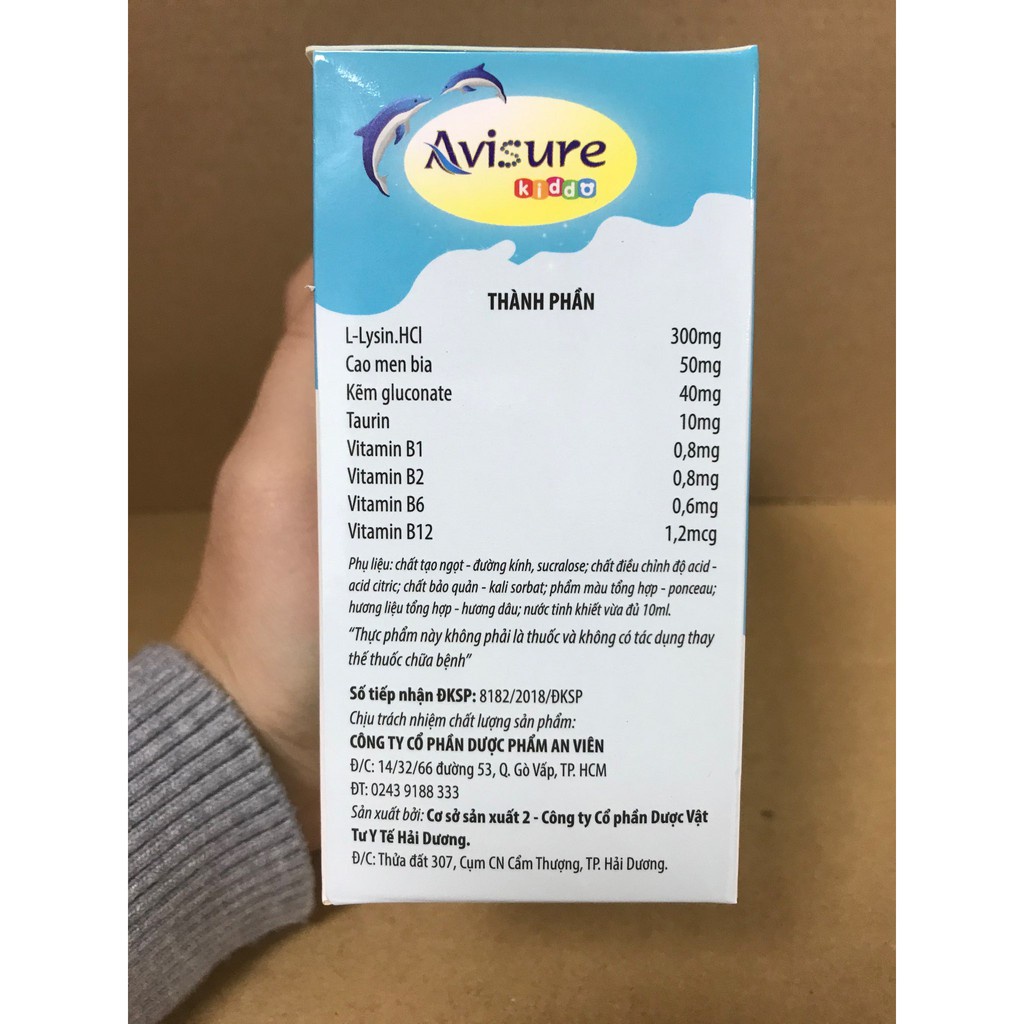 Avisure
kiddo
THÀNH PHẦN
L-Lysin.HCl 300mg
Cao men bia 50mg
Kẽm gluconate 40mg
Taurin 10mg
Vitamin B1 0,8mg
Vitamin B2 0,8mg
Vitamin B6 0,6mg
Vitamin B12 1,2mcg
Phụ liệu: chất tạo ngọt - đường kính, sucralose; chất điều chỉnh độ acid -
acid citric; chất bảo quản - kali sorbat; phẩm màu tổng hợp - ponceau;
hương liệu tổng hợp - hương dâu; nước tinh khiết vừa đủ 10ml.
“Thực phẩm này không phải là thuốc và không có tác dụng thay
thế thuốc chữa bệnh”
Số tiếp nhận ĐKSP: 8182/2018/ĐKSP
Chịu trách nhiệm chất lượng sản phẩm:
CÔNG TY CỔ PHẦN DƯỢC PHẨM AN VIÊN
Đ/C: 14/32/66 đường 53, Q. Gò Vấp, TP. HCM
ĐT: 0243 9188 333
Sản xuất bởi: Cơ sở sản xuất 2 - Công ty Cổ phần Dược Vật
Tư Y Tế Hải Dương.
Đ/C: Thửa đất 307, Cụm CN Cẩm Thượng, TP. Hải Dương.